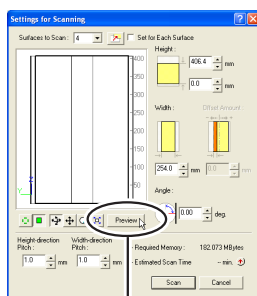 Settings for Scanning
Surfaces to Scan : 4 Set for Each Surface
Height :
400
406.4 mm
350
0.0 mm
300
250
Width : Offset Amount :
200
150
100
254.0 mm 0.0 mm
50
Angle :
Z
Y
0.00 deg.
Preview
Height-direction Pitch : Width-direction Pitch :
1.0 mm 1.0 mm
- Required Memory : 182.073 MBytes
- Estimated Scan Time -- min.
Scan Cancel